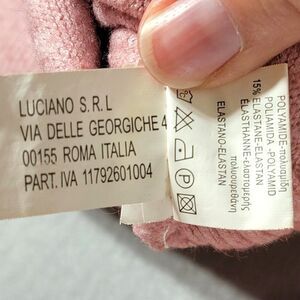 LUCIANO S.R.L
VIA DELLE GEORGICHE 4
00155 ROMA ITALIA
PART. IVA 11792601004
POLYAMIDE-πολυαμίδη
POLIAMIDA-POLYAMID
15% ELASTANE-ELASTAN
ELASTHANNE-ελαστομερής
πολυουρεθάνη
ELASTANO-ELASTAN